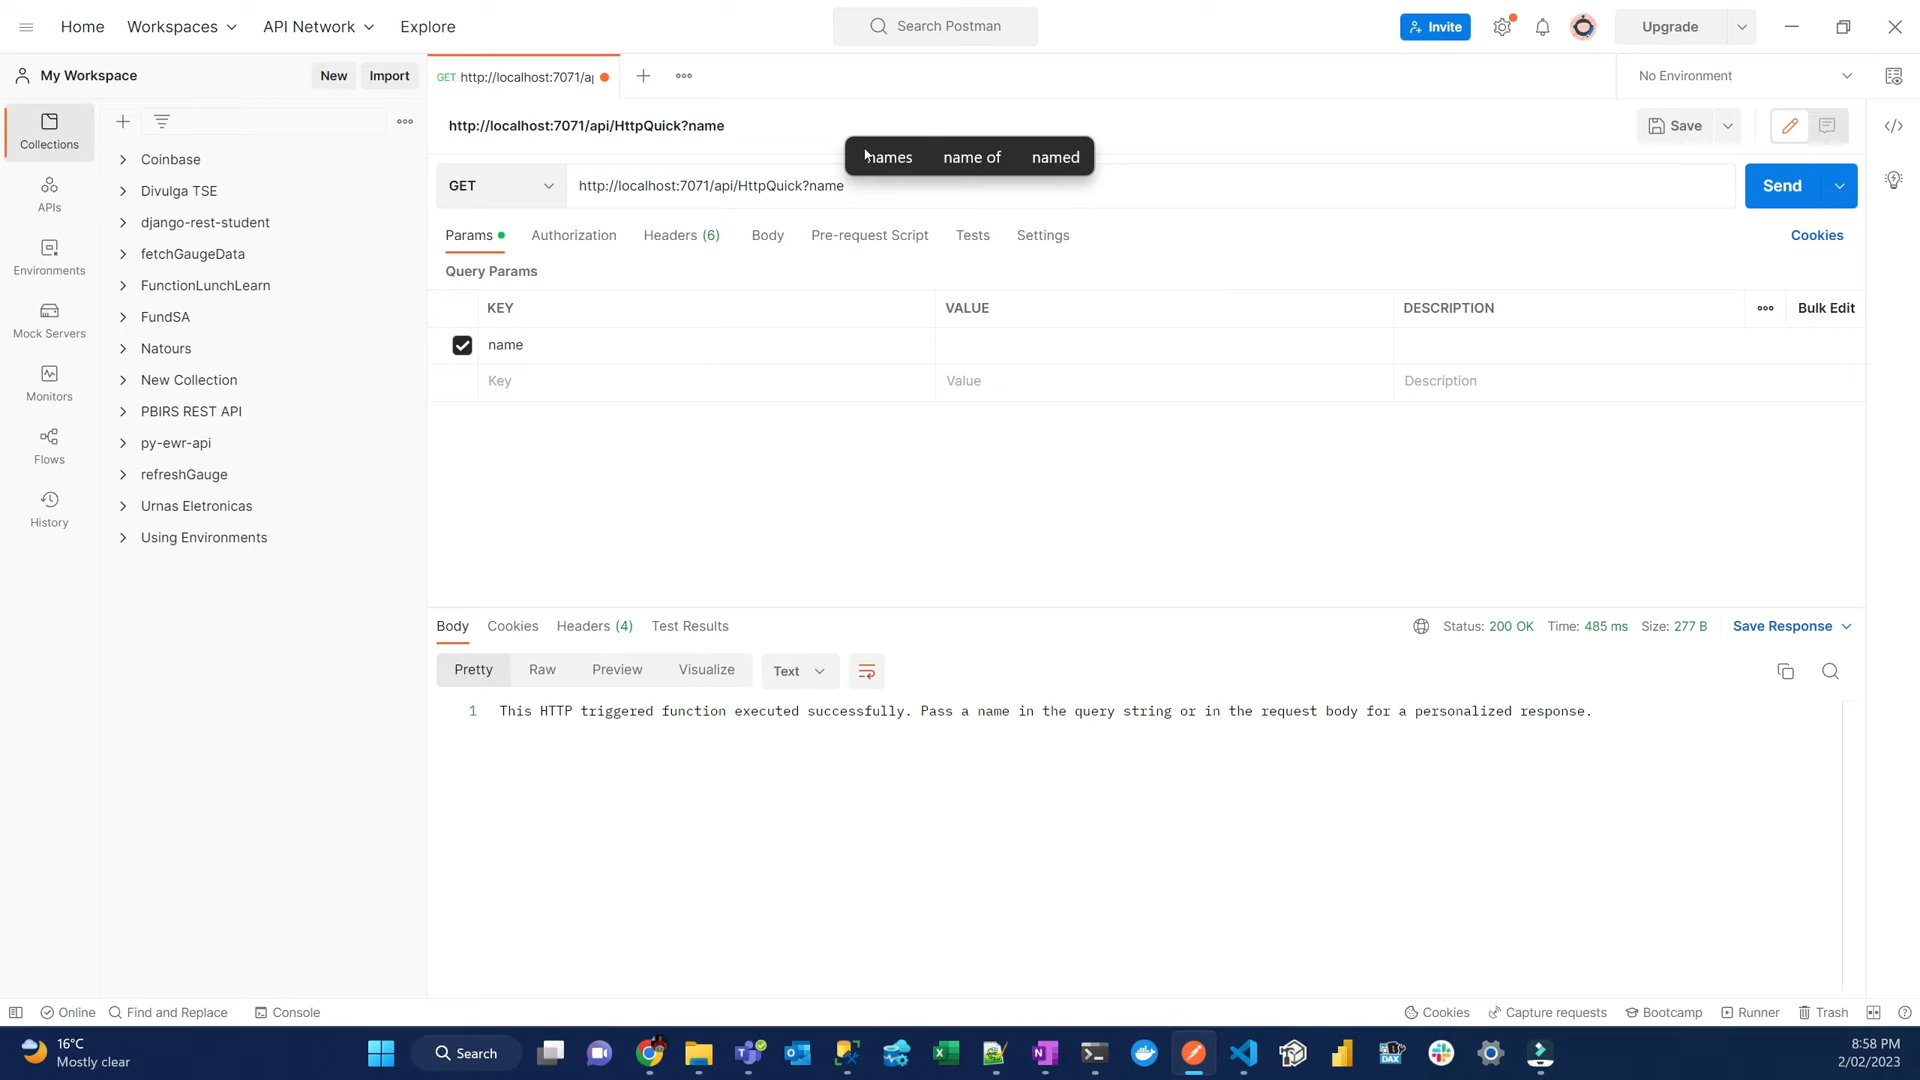 Home
Workspaces
API Network
Explore
Search Postman
Invite
Upgrade
My Workspace
New
Import
GET http://localhost:7071/a
No Environment
http://localhost:7071/api/HttpQuick?name
Save
names
name of
named
GET
http://localhost:7071/api/HttpQuick?name
Send
Params
Authorization
Headers (6)
Body
Pre-request Script
Tests
Settings
Cookies
Query Params
KEY
VALUE
DESCRIPTION
Bulk Edit
name
Key
Value
Description
Collections
APIs
Environments
Mock Servers
Monitors
Flows
History
Coinbase
Divulga TSE
django-rest-student
fetchGaugeData
FunctionLunchLearn
FundSA
Natours
New Collection
PBIRS REST API
py-ewr-api
refreshGauge
Urnas Eletronicas
Using Environments
Body
Cookies
Headers (4)
Test Results
Status: 200 OK
Time: 485 ms
Size: 277 B
Save Response
Pretty
Raw
Preview
Visualize
Text
1 This HTTP triggered function executed successfully. Pass a name in the query string or in the request body for a personalized response.
Online
Find and Replace
Console
Cookies
Capture requests
Bootcamp
Runner
Trash
16°C
Mostly clear
Search
DAX
8:58 PM
2/02/2023